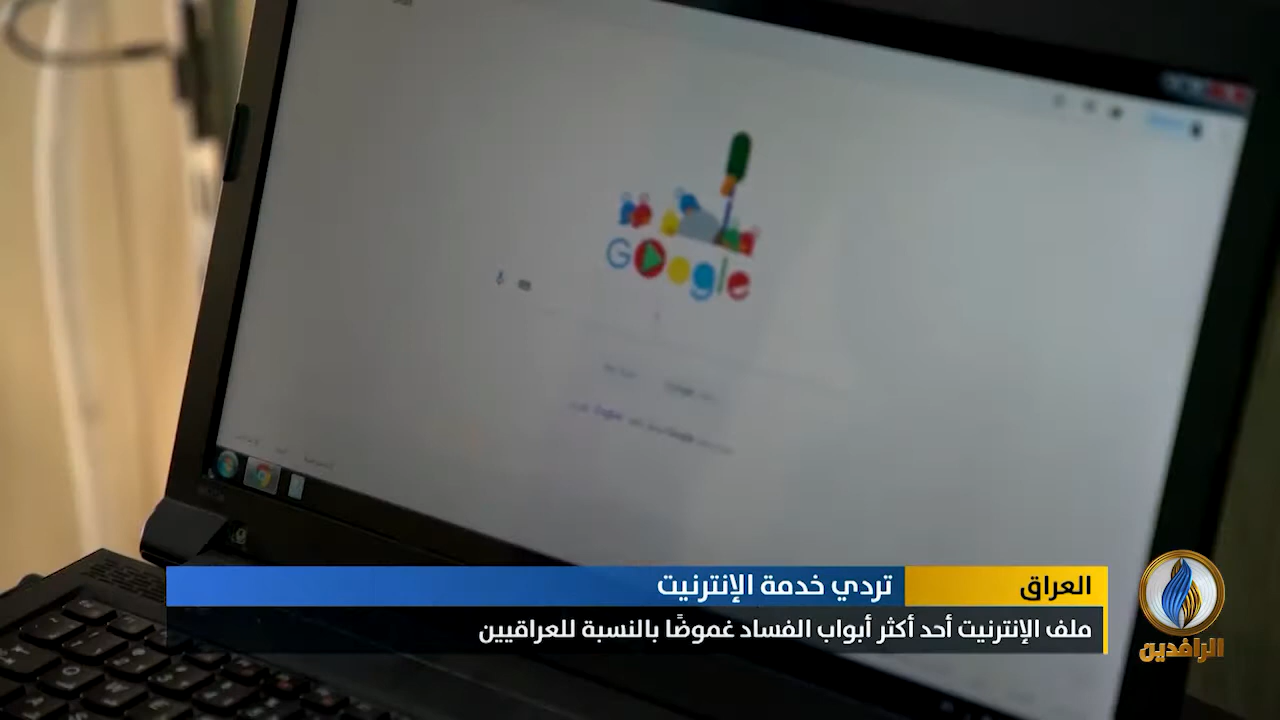 Google
العراق
تردي خدمة الإنترنيت
ملف الإنترنيت أحد أكثر أبواب الفساد غموضًا بالنسبة للعراقيين
الرافدين